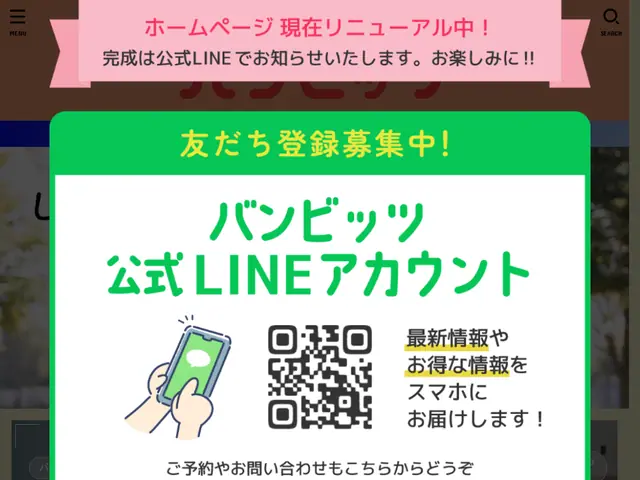 ホームページ 現在リニューアル中！
完成は公式LINEでお知らせいたします。お楽しみに!!
MENU
SEARCH
バンビッツ
友だち登録募集中!
バンビッツ
公式LINEアカウント
最新情報や
お得な情報を
スマホに
お届けします！
ご予約やお問い合わせもこちらからどうぞ